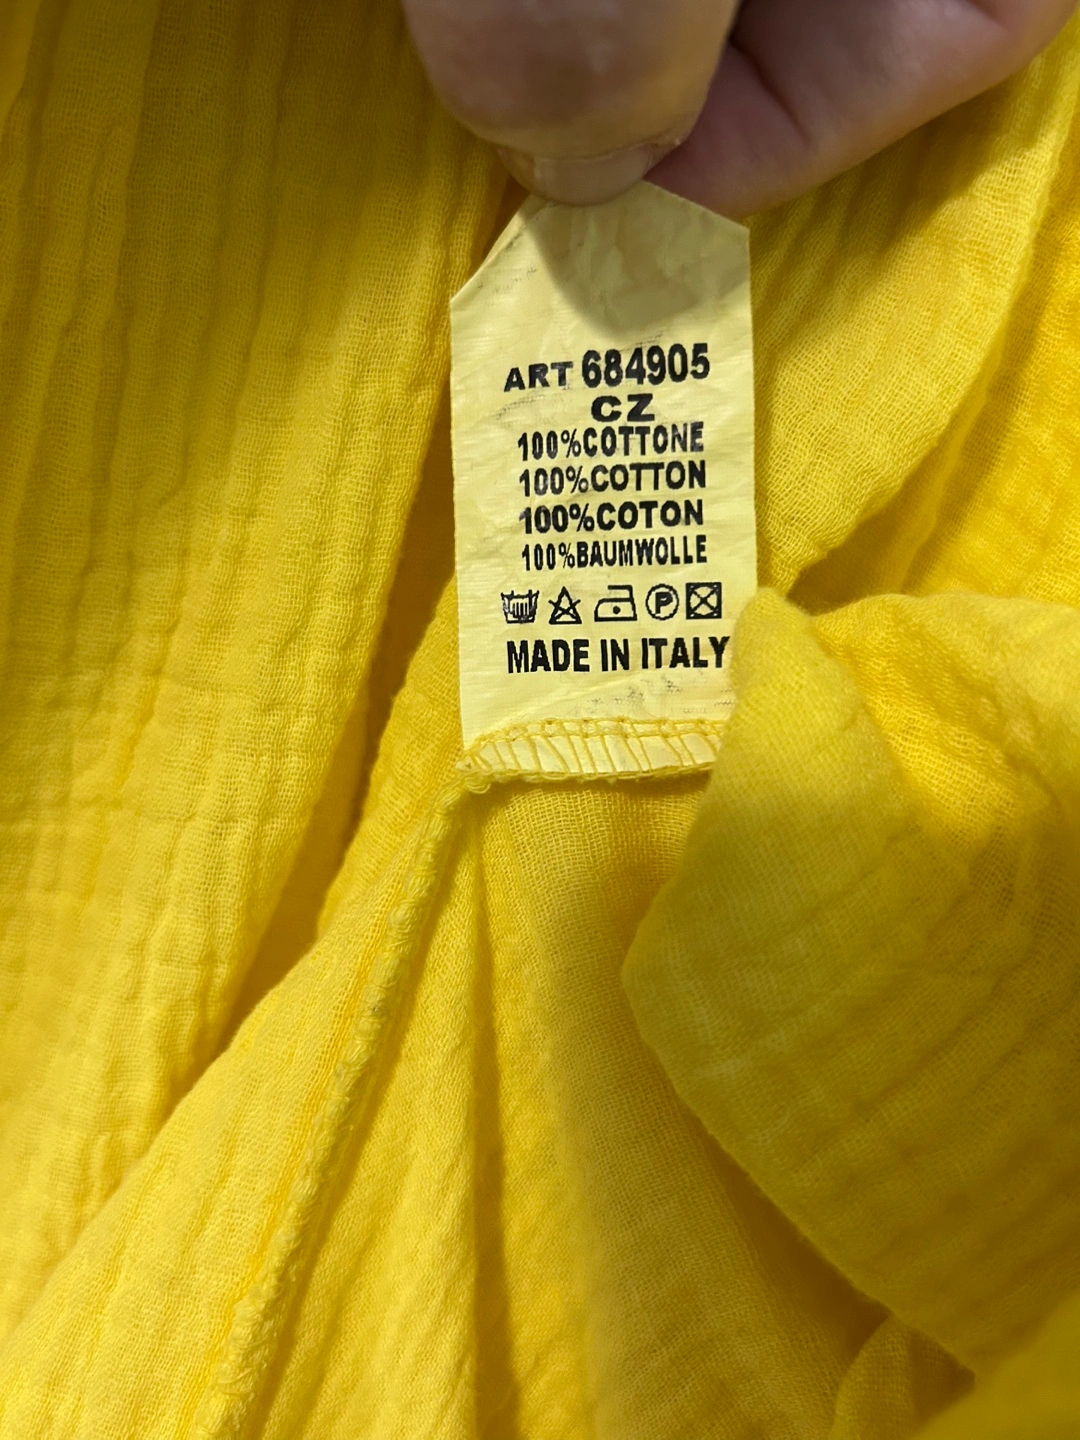 ART 684905
CZ
100%COTTONE
100%COTTON
100%COTON
100%BAUMWOLLE
P
MADE IN ITALY